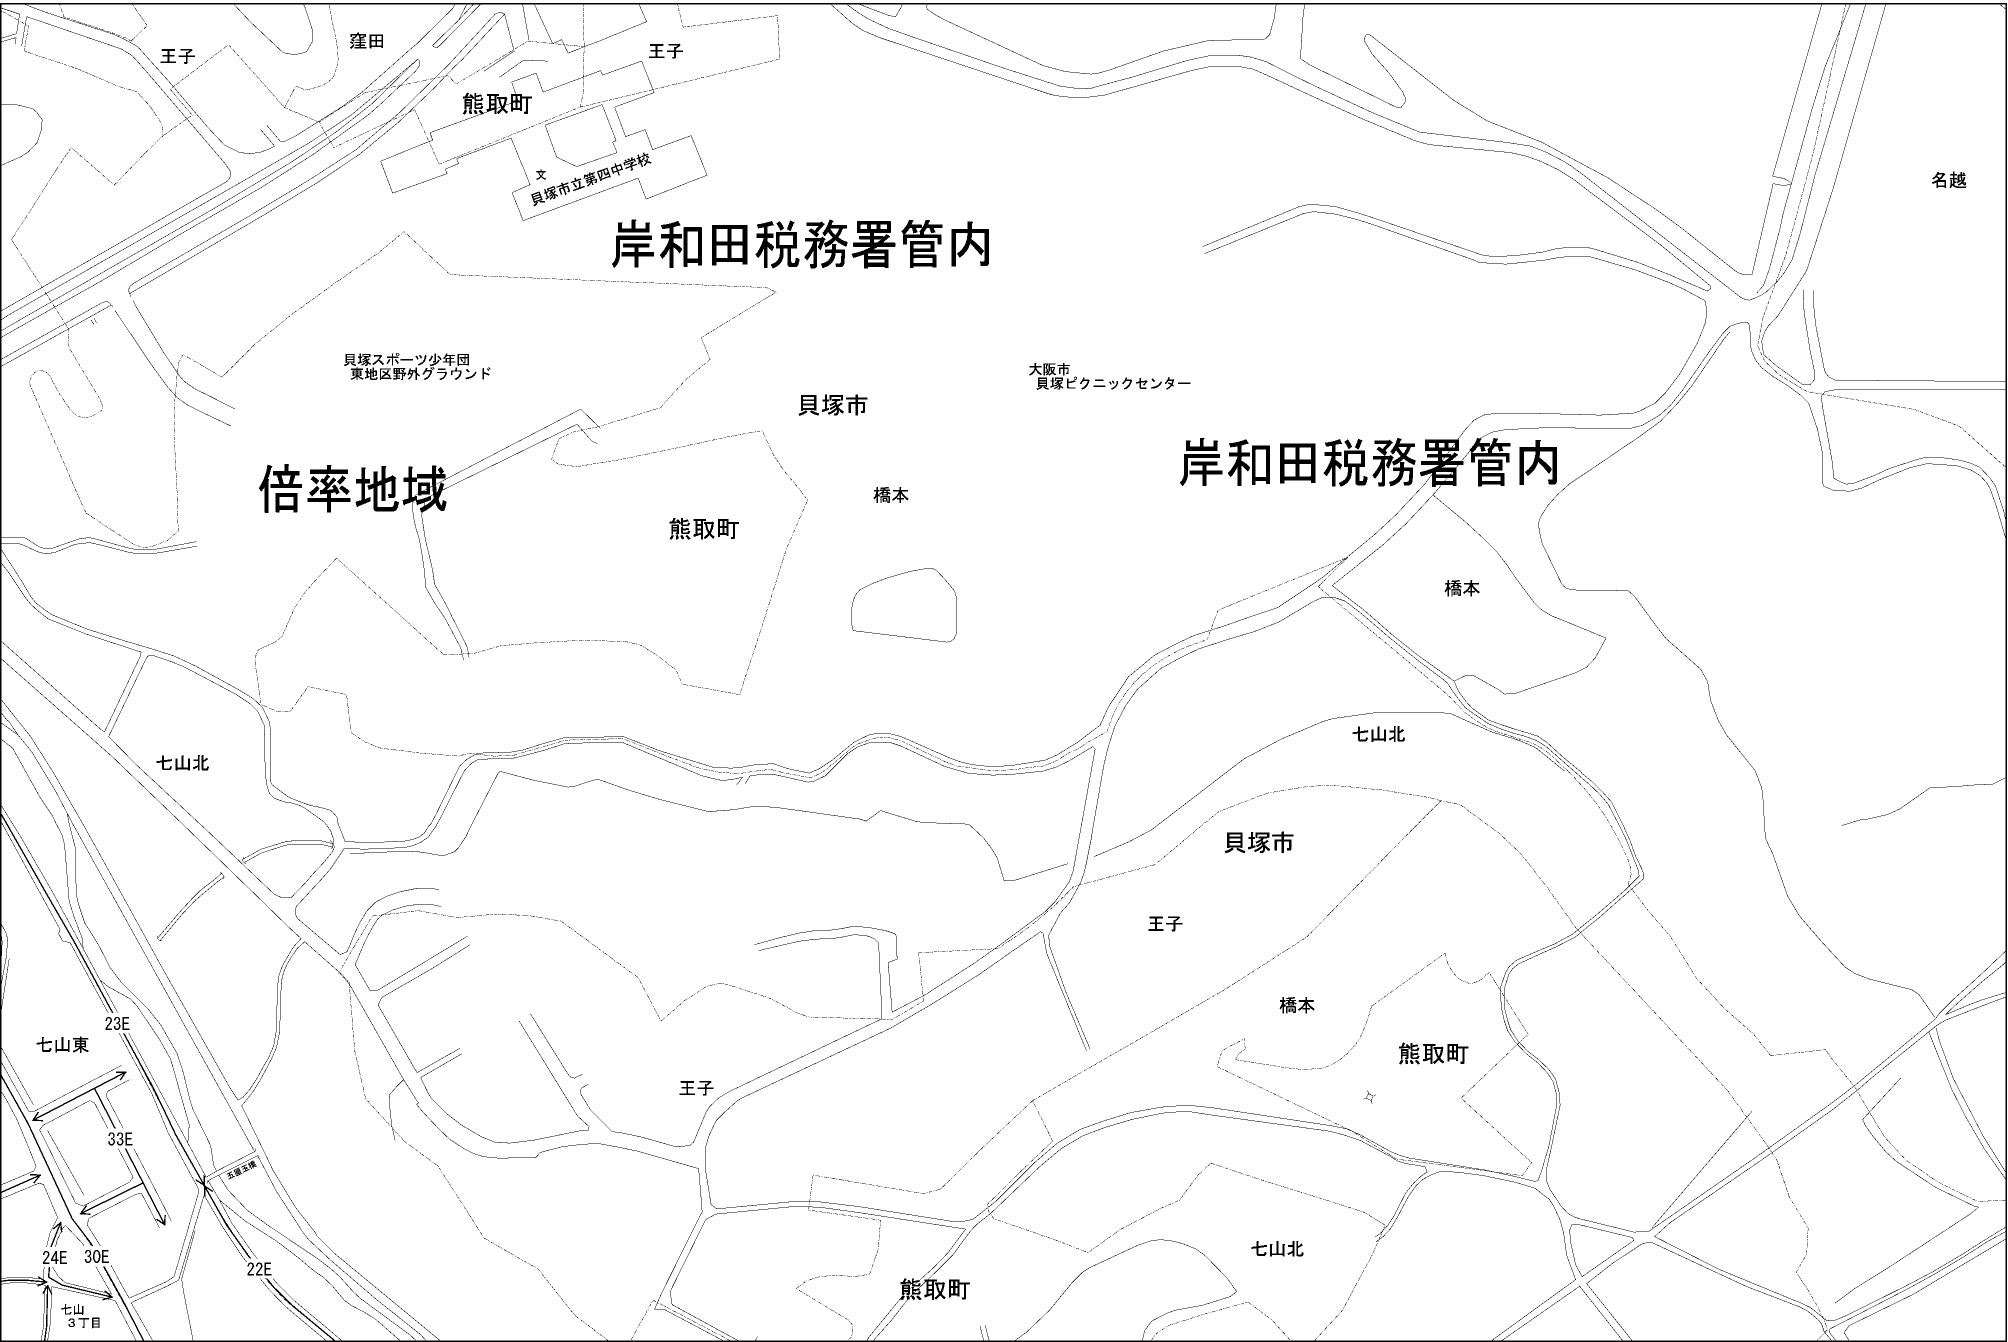 窪田
王子
王子
熊取町
文
貝塚市立第四中学校
名越
岸和田税務署管内
貝塚スポーツ少年団
東地区野外グラウンド
大阪市
貝塚ピクニックセンター
貝塚市
岸和田税務署管内
倍率地域
橋本
熊取町
橋本
七山北
七山北
貝塚市
王子
橋本
23E
七山東
熊取町
王子
33E
七山北
24E
30E
22E
熊取町
七山
3丁目